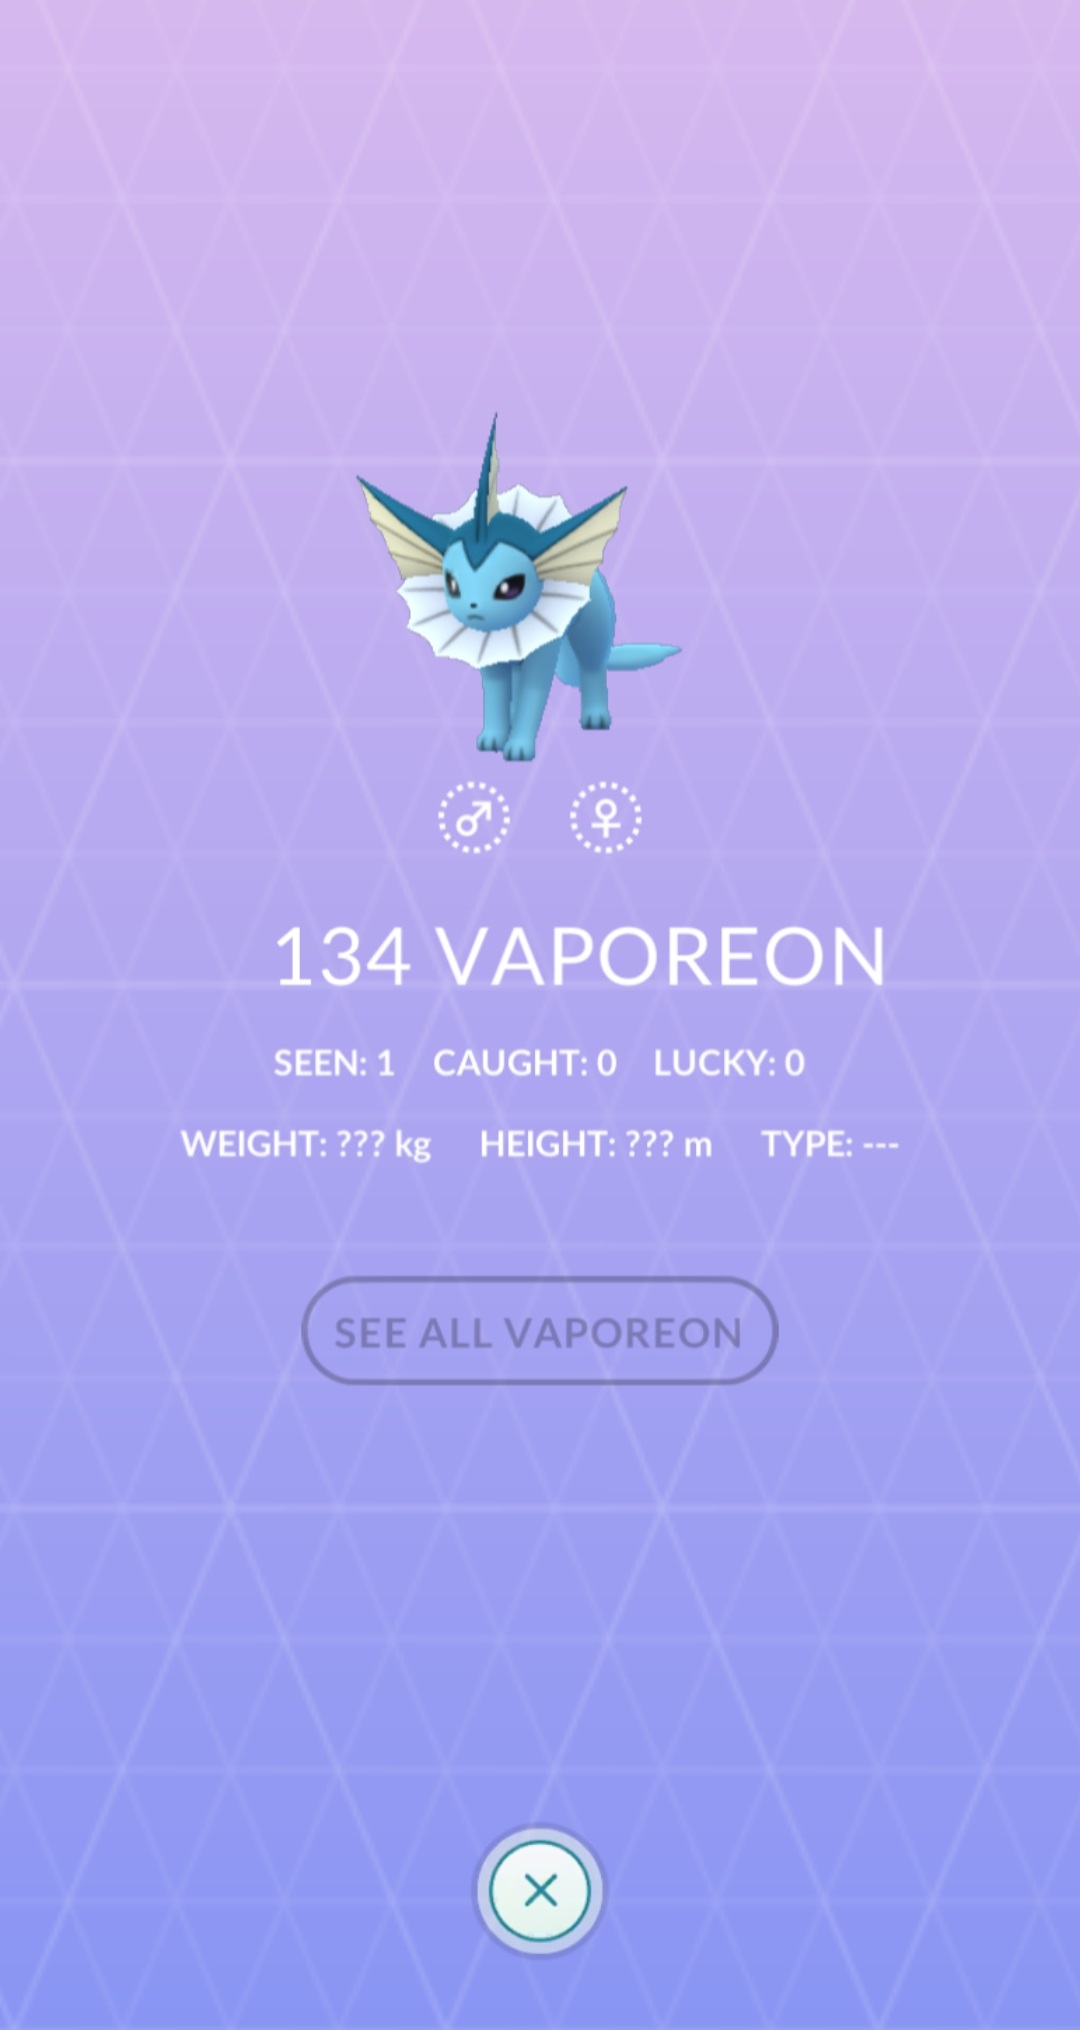 134 VAPOREON
SEEN: 1 CAUGHT: 0 LUCKY: 0
WEIGHT: ??? kg HEIGHT: ??? m TYPE: ---
SEE ALL VAPOREON